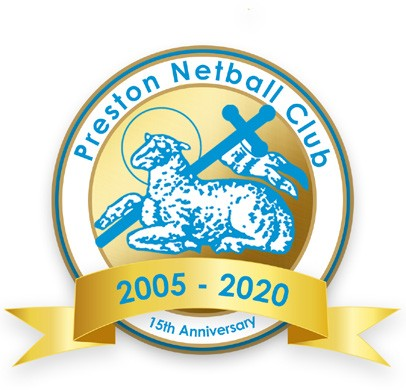 Preston Netball Club
2005 - 2020
15th Anniversary